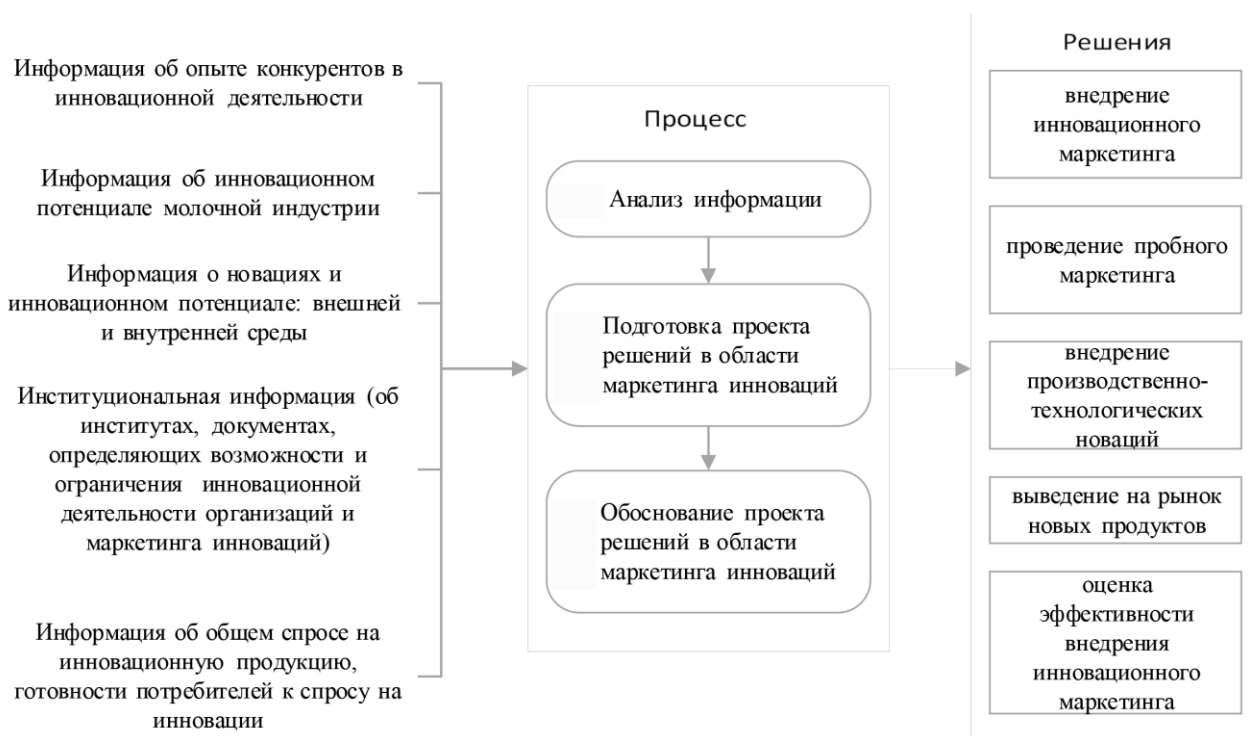 Информация об опыте конкурентов в
инновационной деятельности
Информация об инновационном
потенциале молочной индустрии
Информация о новациях и
инновационном потенциале: внешней
и внутренней среды
Институциональная информация (об
институтах, документах,
определяющих возможности и
ограничения инновационной
деятельности организаций и
маркетинга инноваций)
Информация об общем спросе на
инновационную продукцию,
готовности потребителей к спросу на
инновации
Процесс
Анализ информации
Подготовка проекта
решений в области
маркетинга инноваций
Обоснование проекта
решений в области
маркетинга инноваций
Решения
внедрение
инновационного
маркетинга
проведение пробного
маркетинга
внедрение
производственно-
технологических
новаций
выведение на рынок
новых продуктов
оценка
эффективности
внедрения
инновационного
маркетинга